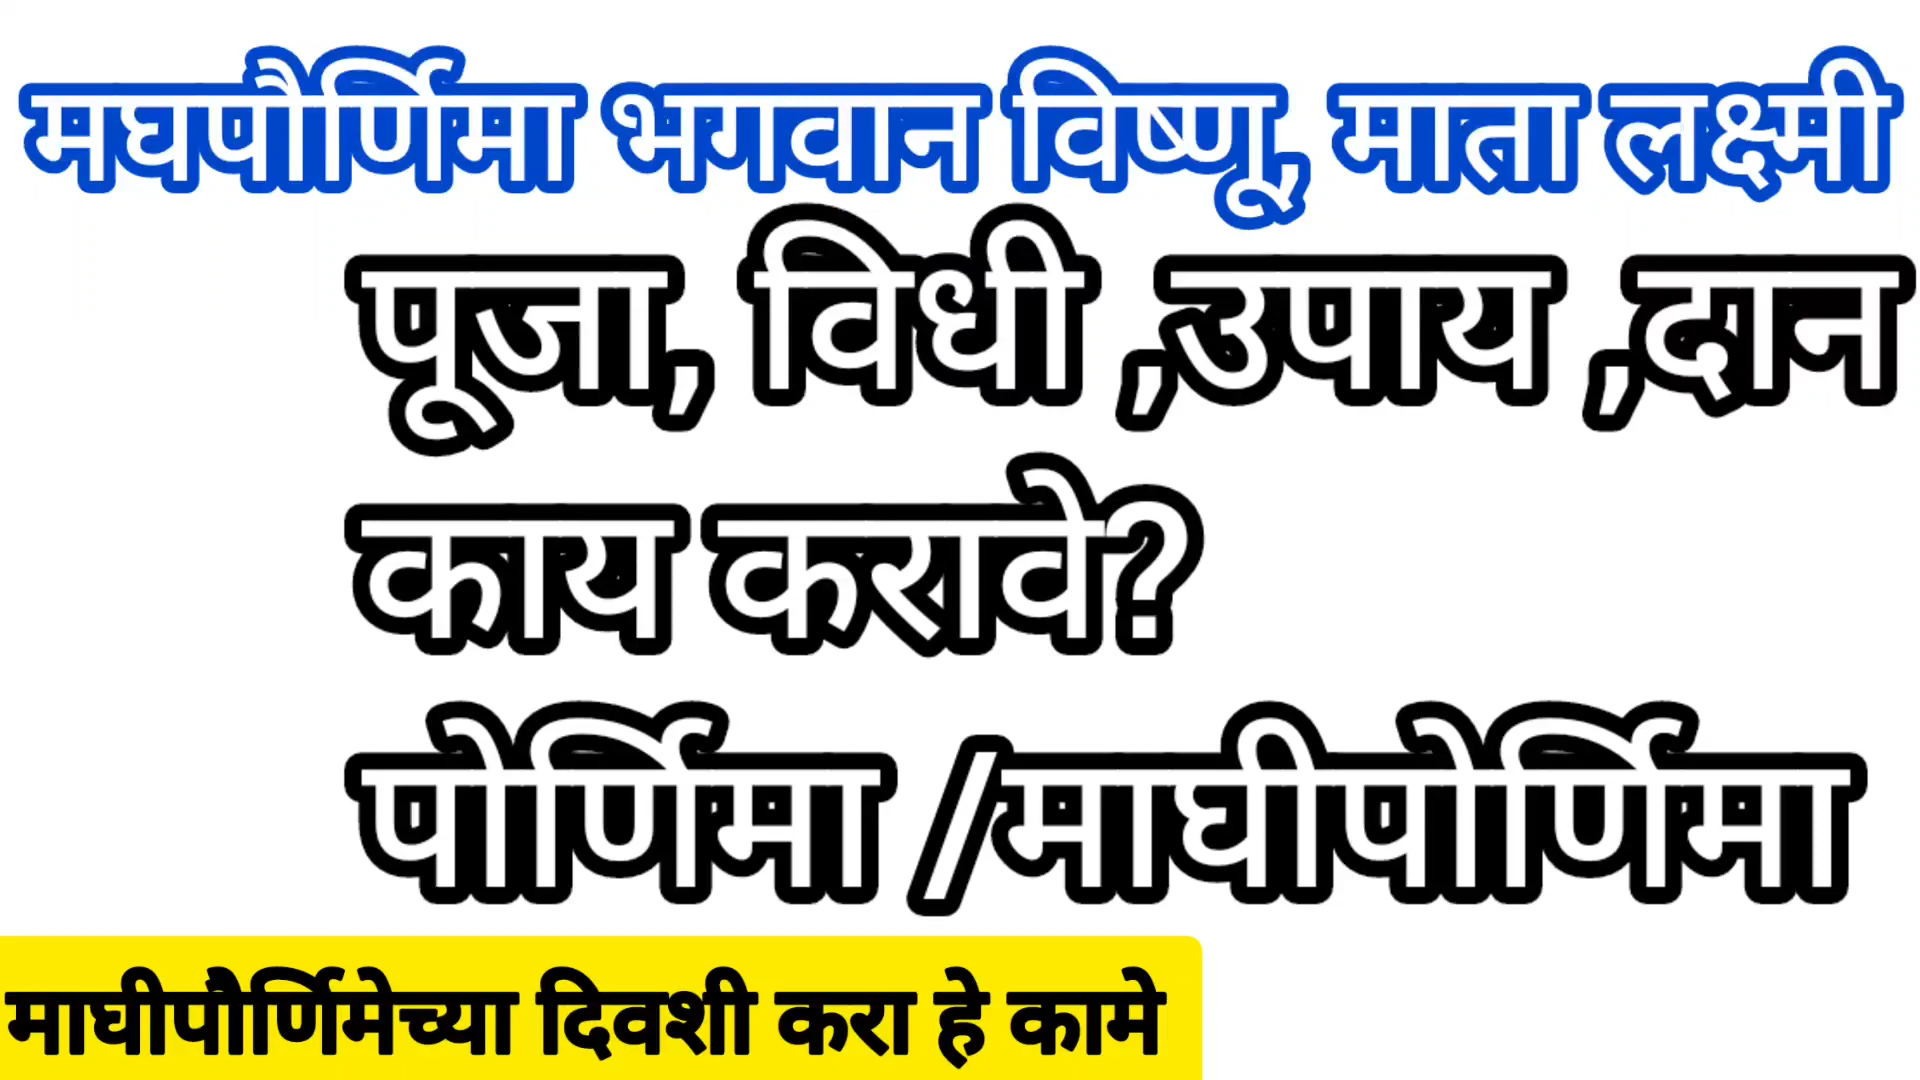 मघपौर्णिमा भगवान विष्णू, माता लक्ष्मी
पूजा, विधी ,उपाय ,दान
काय करावे?
पोर्णिमा /माघीपोर्णिमा
माघीपौर्णिमेच्या दिवशी करा हे कामे